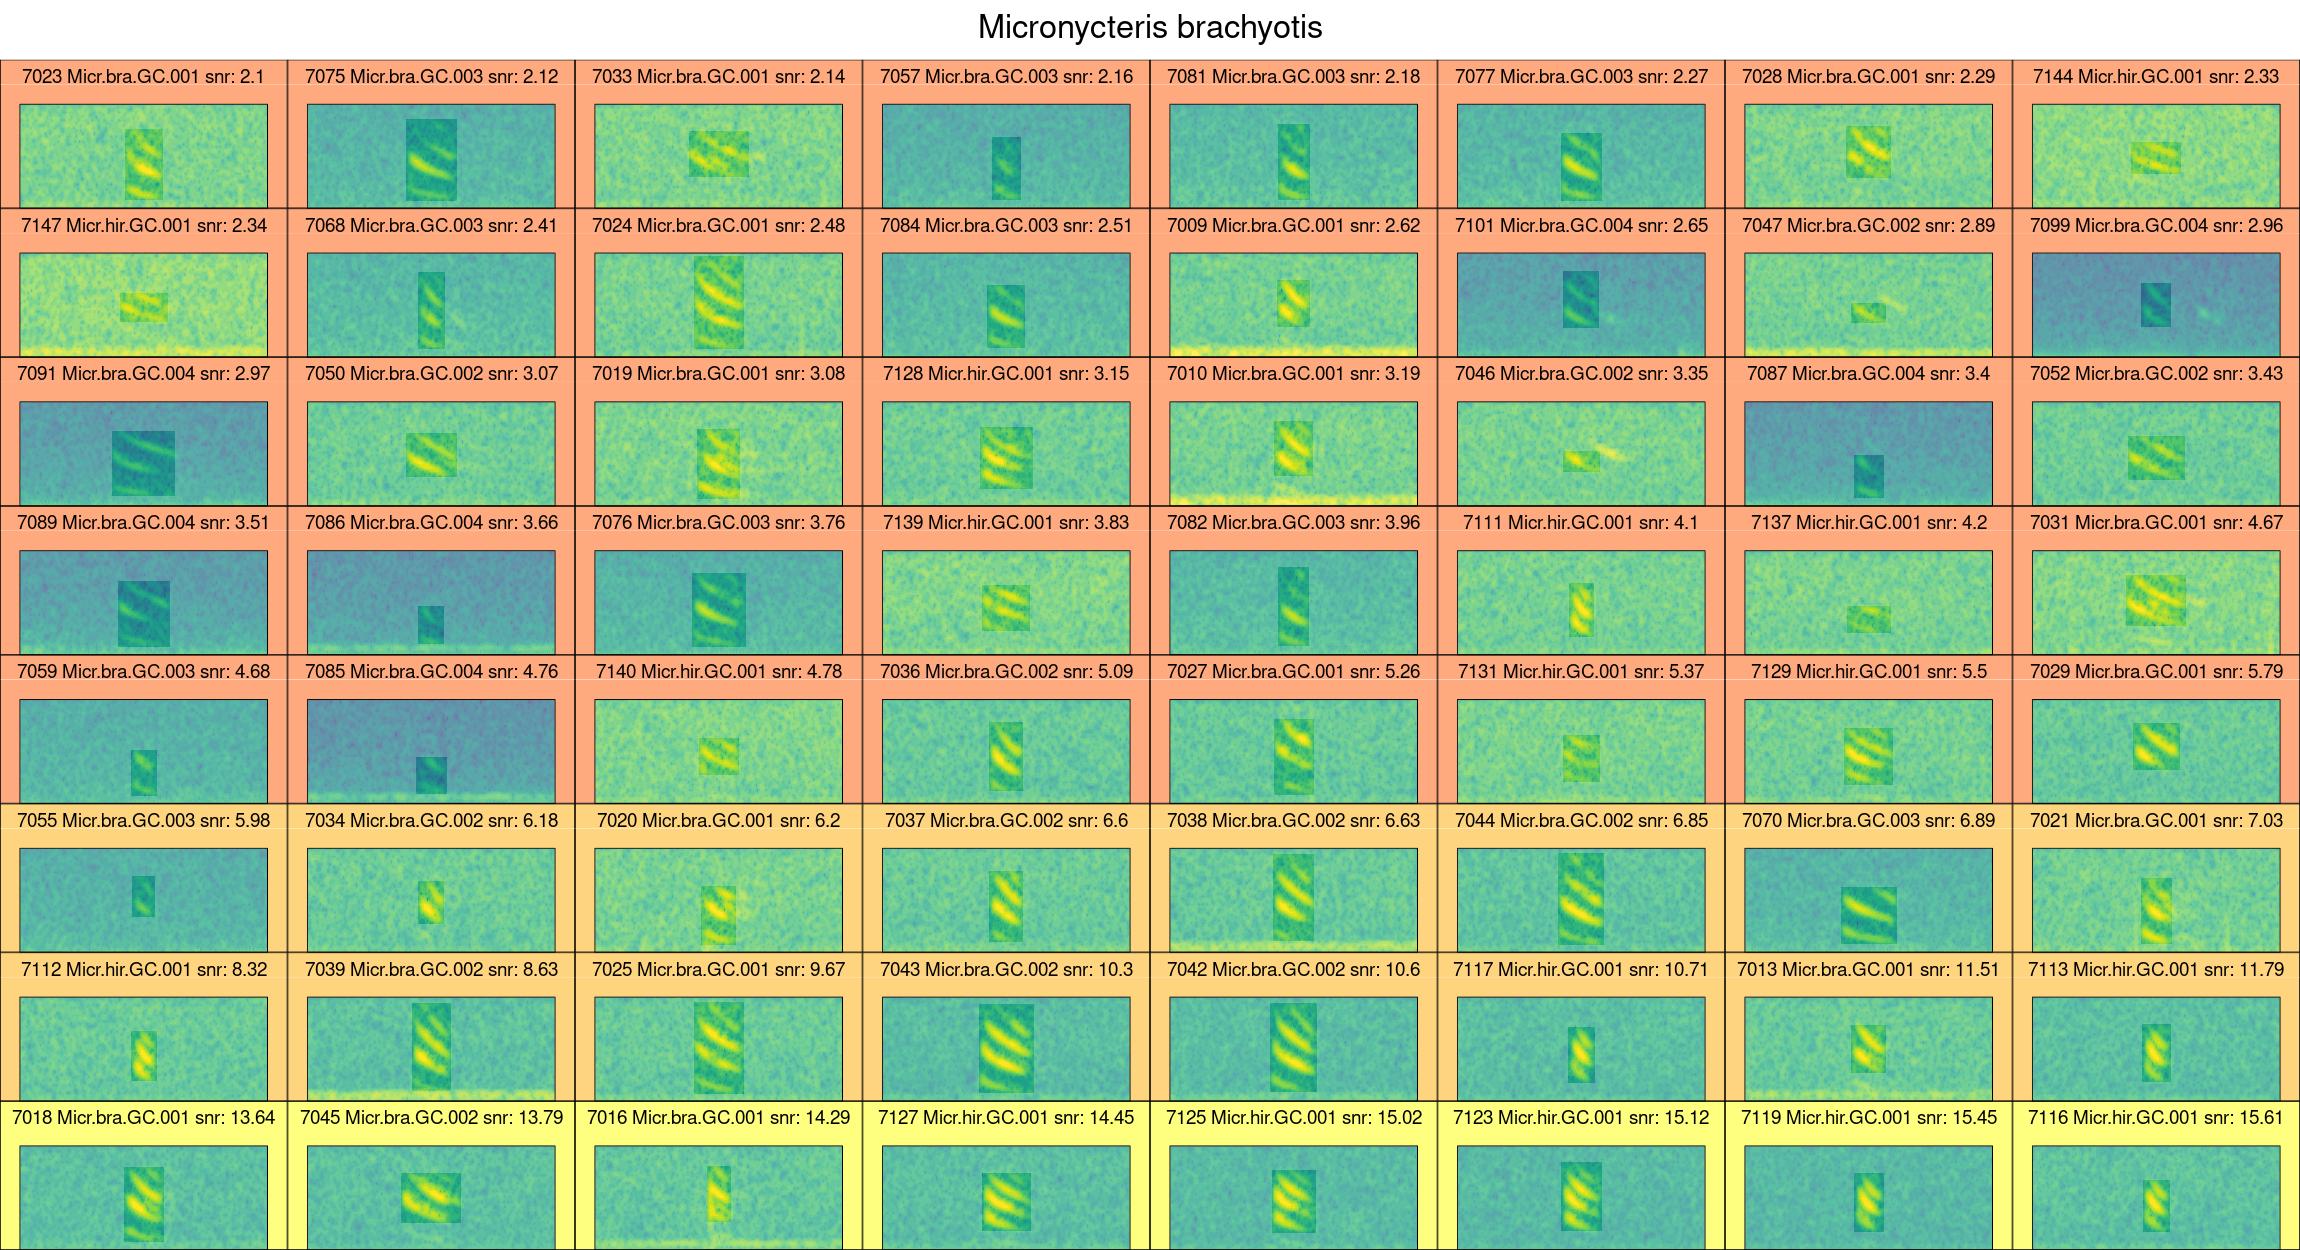 Micronycteris brachyotis
7023 Micr.bra.GC.001 snr: 2.1
7075 Micr.bra.GC.003 snr: 2.12
7033 Micr.bra.GC.001 snr: 2.14
7057 Micr.bra.GC.003 snr: 2.16
7081 Micr.bra.GC.003 snr: 2.18
7077 Micr.bra.GC.003 snr: 2.27
7028 Micr.bra.GC.001 snr: 2.29
7144 Micr.hir.GC.001 snr: 2.33
7147 Micr.hir.GC.001 snr: 2.34
7068 Micr.bra.GC.003 snr: 2.41
7024 Micr.bra.GC.001 snr: 2.48
7084 Micr.bra.GC.003 snr: 2.51
7009 Micr.bra.GC.001 snr: 2.62
7101 Micr.bra.GC.004 snr: 2.65
7047 Micr.bra.GC.002 snr: 2.89
7099 Micr.bra.GC.004 snr: 2.96
7091 Micr.bra.GC.004 snr: 2.97
7050 Micr.bra.GC.002 snr: 3.07
7019 Micr.bra.GC.001 snr: 3.08
7128 Micr.hir.GC.001 snr: 3.15
7010 Micr.bra.GC.001 snr: 3.19
7046 Micr.bra.GC.002 snr: 3.35
7087 Micr.bra.GC.004 snr: 3.4
7052 Micr.bra.GC.002 snr: 3.43
7089 Micr.bra.GC.004 snr: 3.51
7086 Micr.bra.GC.004 snr: 3.66
7076 Micr.bra.GC.003 snr: 3.76
7139 Micr.hir.GC.001 snr: 3.83
7082 Micr.bra.GC.003 snr: 3.96
7111 Micr.hir.GC.001 snr: 4.1
7137 Micr.hir.GC.001 snr: 4.2
7031 Micr.bra.GC.001 snr: 4.67
7059 Micr.bra.GC.003 snr: 4.68
7085 Micr.bra.GC.004 snr: 4.76
7140 Micr.hir.GC.001 snr: 4.78
7036 Micr.bra.GC.002 snr: 5.09
7027 Micr.bra.GC.001 snr: 5.26
7131 Micr.hir.GC.001 snr: 5.37
7129 Micr.hir.GC.001 snr: 5.5
7029 Micr.bra.GC.001 snr: 5.79
7055 Micr.bra.GC.003 snr: 5.98
7034 Micr.bra.GC.002 snr: 6.18
7020 Micr.bra.GC.001 snr: 6.2
7037 Micr.bra.GC.002 snr: 6.6
7038 Micr.bra.GC.002 snr: 6.63
7044 Micr.bra.GC.002 snr: 6.85
7070 Micr.bra.GC.003 snr: 6.89
7021 Micr.bra.GC.001 snr: 7.03
7112 Micr.hir.GC.001 snr: 8.32
7039 Micr.bra.GC.002 snr: 8.63
7025 Micr.bra.GC.001 snr: 9.67
7043 Micr.bra.GC.002 snr: 10.3
7042 Micr.bra.GC.002 snr: 10.6
7117 Micr.hir.GC.001 snr: 10.71
7013 Micr.bra.GC.001 snr: 11.51
7113 Micr.hir.GC.001 snr: 11.79
7018 Micr.bra.GC.001 snr: 13.64
7045 Micr.bra.GC.002 snr: 13.79
7016 Micr.bra.GC.001 snr: 14.29
7127 Micr.hir.GC.001 snr: 14.45
7125 Micr.hir.GC.001 snr: 15.02
7123 Micr.hir.GC.001 snr: 15.12
7119 Micr.hir.GC.001 snr: 15.45
7116 Micr.hir.GC.001 snr: 15.61